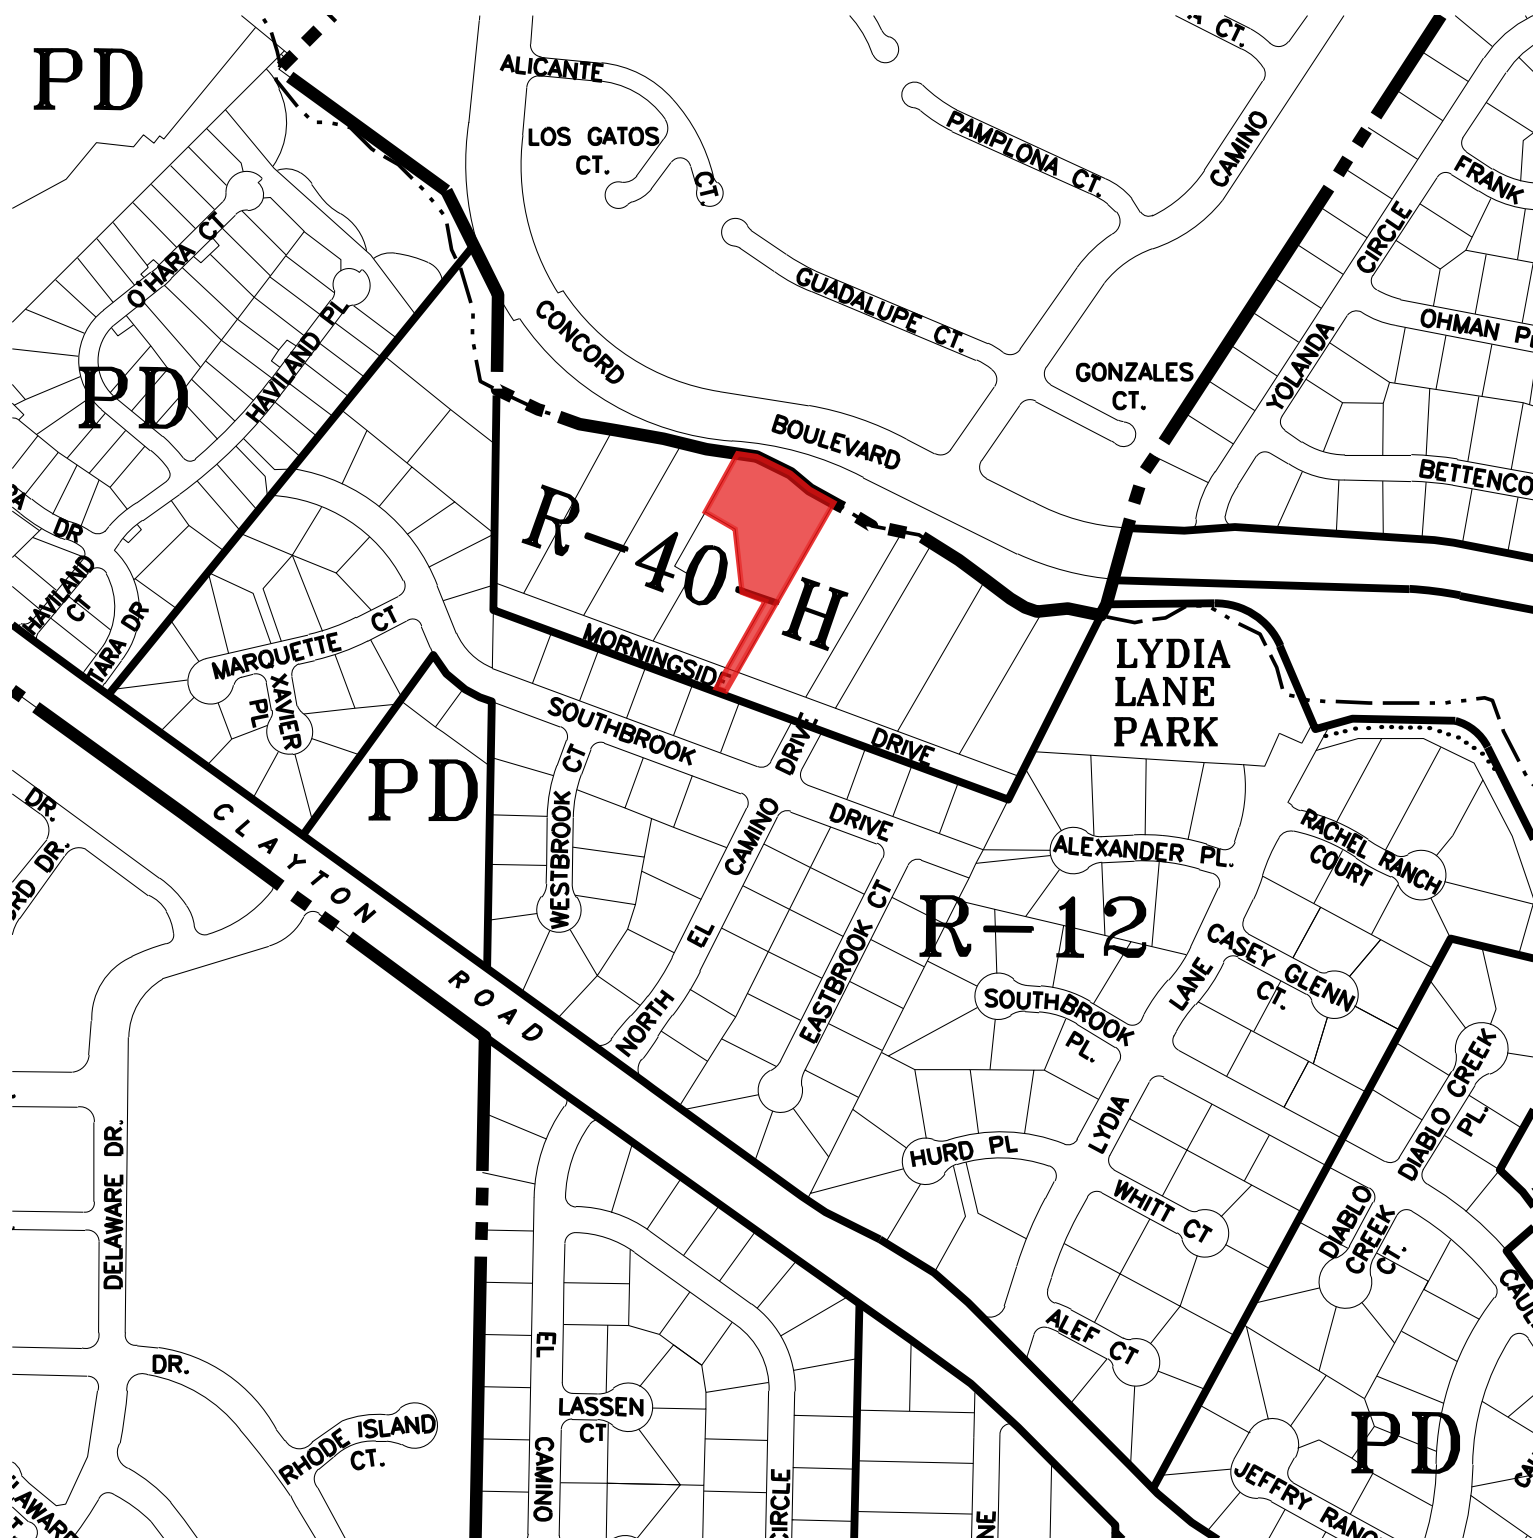 PD
ALICANTE
CT.
LOS GATOS
CT.
CT.
PAMPLONA CT.
CAMINO
FRANK
CIRCLE
O'HARA CT
GUADALUPE CT.
OHMAN
CONCORD
HAVILAND PL
YOLANDA
GONZALES
CT.
PD
BOULEVARD
BETTENCO
DR
R-40-H
HAVILAND
CT
TARA DR
MARQUETTE CT
MORNINGSIDE
DRIVE
LYDIA
LANE
PARK
XAVIER
PL
SOUTHBROOK
DRIVE
DRIVE
PD
WESTBROOK CT
NORTH EL CAMINO
DR.
DR.
CLAYTON ROAD
ALEXANDER PL.
RACHEL RANCH
COURT
EASTBROOK CT
R-12
CASEY GLENN
CT.
SOUTHBROOK
PL.
LANE
LYDIA
DIABLO CREEK
PL.
DELAWARE DR.
HURD PL
WHITT CT
DIABLO
CREEK
CT.
ALEF CT
EL
CAMINO
DR.
LASSEN
CT
RHODE ISLAND
CT.
PD
CIRCLE
JEFFRY RANC